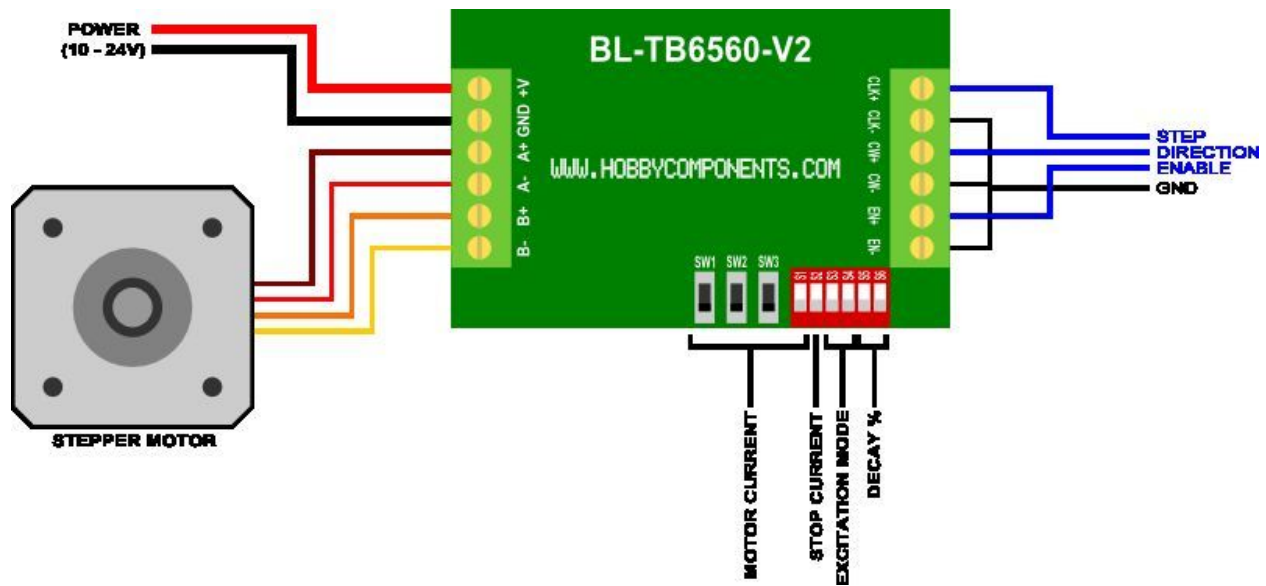 POWER
(10 - 24V)
BL-TB6560-V2
+V
GND
A+
A-
B+
B-
CLK+
CLK-
CW+
CW-
EN+
EN-
WWW.HOBBYCOMPONENTS.COM
STEP
DIRECTION
ENABLE
GND
SW1 SW2 SW3
S1 S2 S3 S4 S5 S6
STEPPER MOTOR
MOTOR CURRENT
STOP CURRENT
EXCITATION MODE
DECAY %